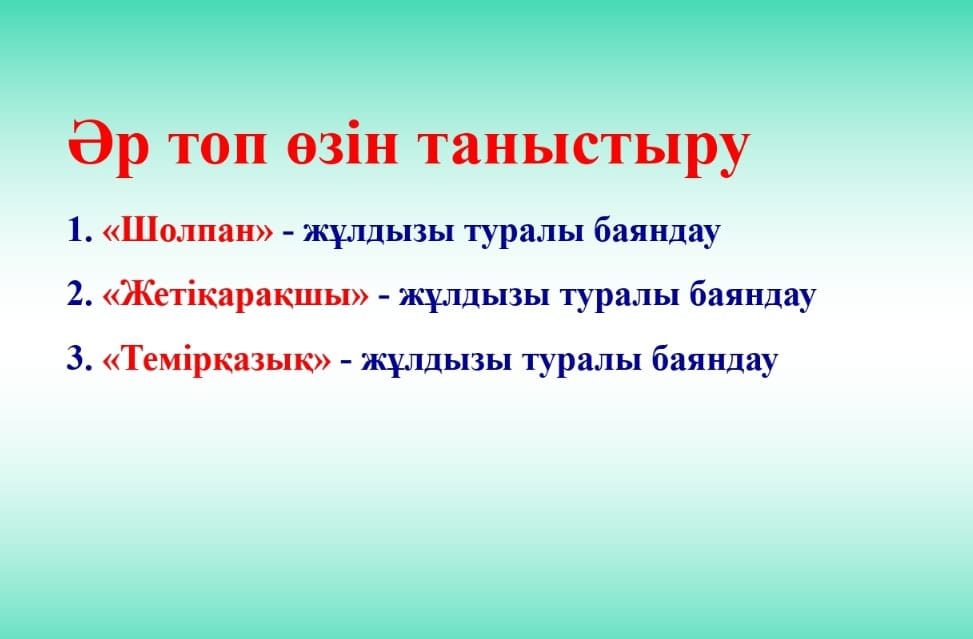 Әр топ өзін таныстыру
1. «Шолпан» - жұлдызы туралы баяндау
2. «Жетіқарақшы» - жұлдызы туралы баяндау
3. «Темірқазық» - жұлдызы туралы баяндау